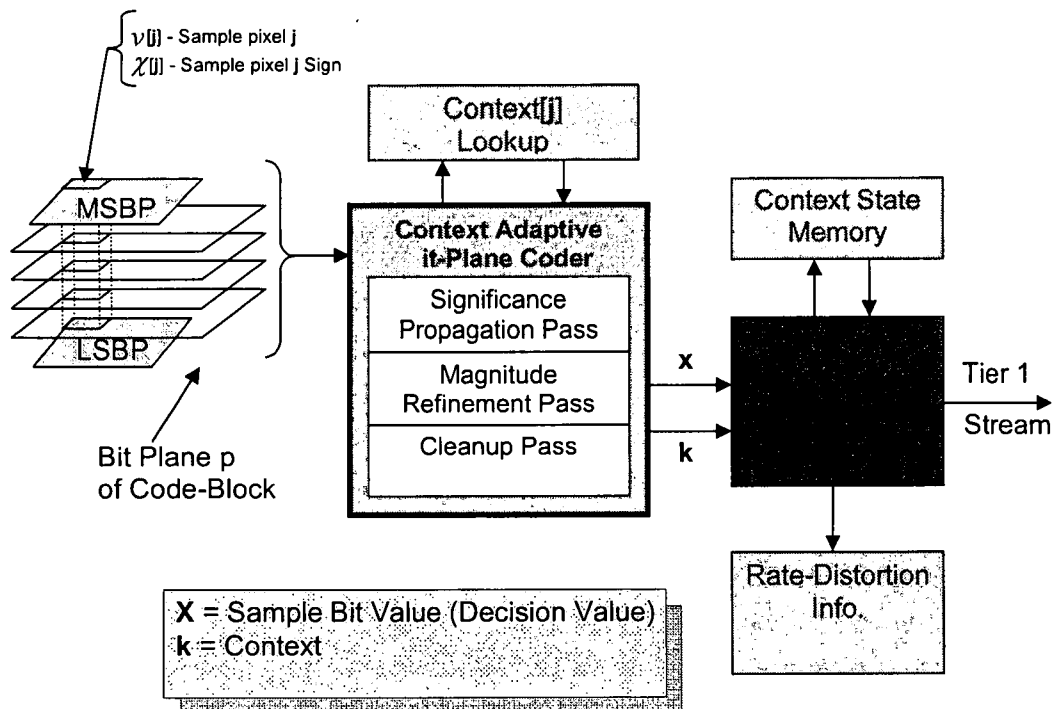 ν[j] - Sample pixel j
χ[j] - Sample pixel j Sign
Context[j]
Lookup
MSBP
LSBP
Bit Plane p
of Code-Block
Context Adaptive
it-Plane Coder
Significance
Propagation Pass
Magnitude
Refinement Pass
Cleanup Pass
x
k
Context State
Memory
Tier 1
Stream
Rate-Distortion
Info.
X = Sample Bit Value (Decision Value)
k = Context